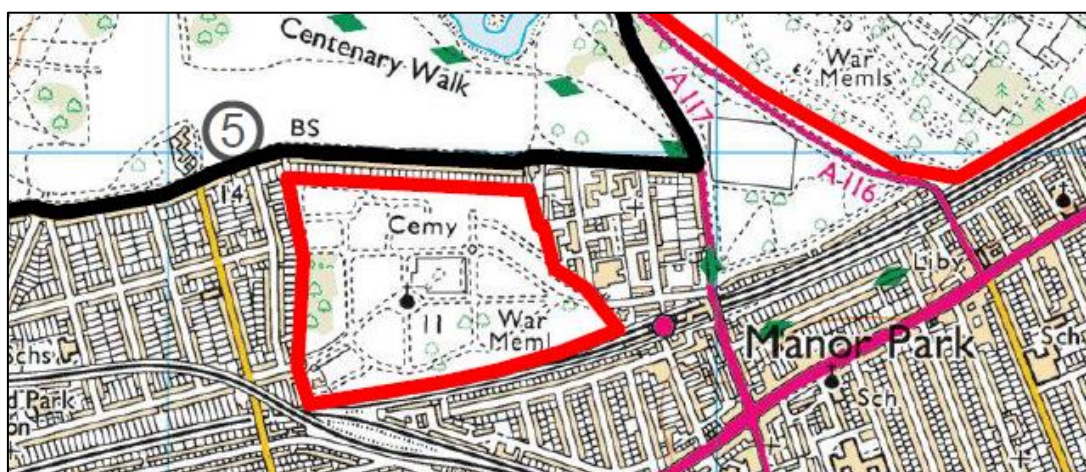 Centenary
Walk
5
BS
A117
A116
War
Memls
14
Cemy
11
War
Meml
Liby
Manor Park
Schs
d Park
Sch
Sch